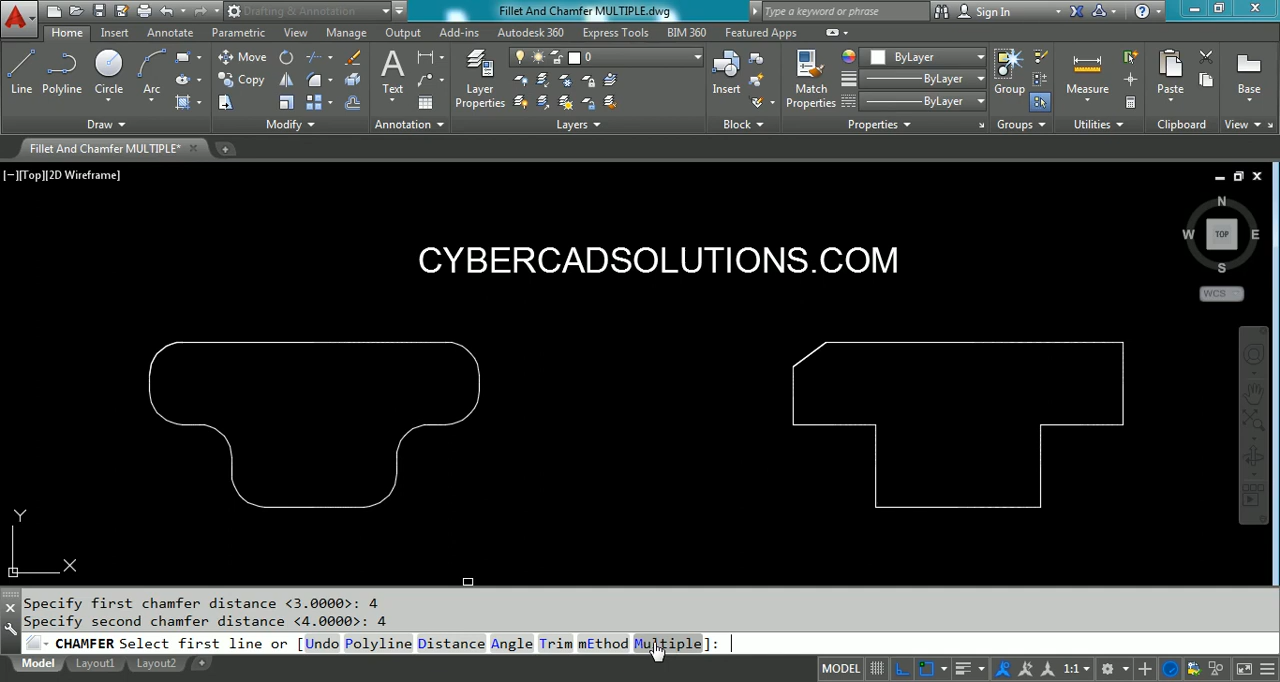 Drafting & Annotation
Fillet And Chamfer MULTIPLE.dwg
Type a keyword or phrase
Sign In
Home Insert Annotate Parametric View Manage Output Add-ins Autodesk 360 Express Tools BIM 360 Featured Apps
Move
Copy
0
ByLayer
ByLayer
ByLayer
Line Polyline Circle Arc
Text
Layer Properties
Insert
Match Properties
Group
Measure
Paste
Base
Draw Modify Annotation Layers Block Properties Groups Utilities Clipboard View
Fillet And Chamfer MULTIPLE*
[−][Top][2D Wireframe]
N
W TOP E
S
WCS
CYBERCADSOLUTIONS.COM
Y
X
Specify first chamfer distance <3.0000>: 4
Specify second chamfer distance <4.0000>: 4
CHAMFER Select first line or [Undo Polyline Distance Angle Trim mEthod Multiple]:
Model Layout1 Layout2 +
MODEL 1:1